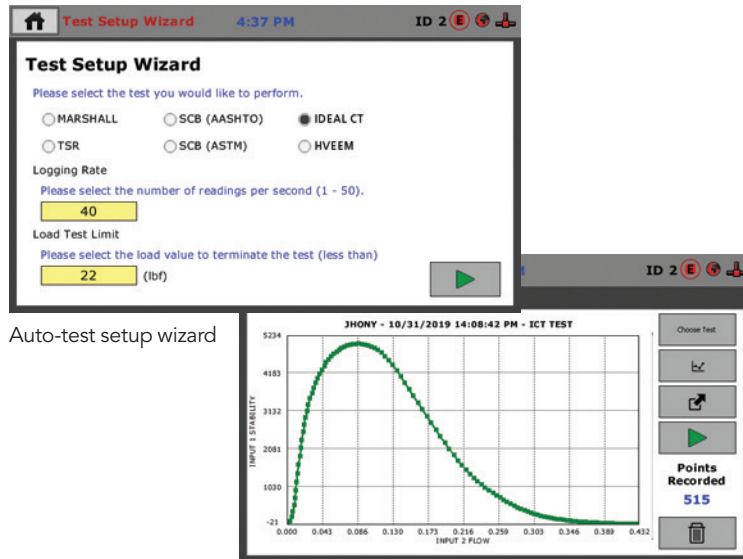 Test Setup Wizard 4:37 PM ID 2 E
Test Setup Wizard
Please select the test you would like to perform.
MARSHALL SCB (AASHTO) IDEAL CT
TSR SCB (ASTM) HVEEM
Logging Rate
Please select the number of readings per second (1 - 50).
40
Load Test Limit
Please select the load value to terminate the test (less than)
22 (lbf)
Auto-test setup wizard
ID 2 E
JHONY - 10/31/2019 14:08:42 PM - ICT TEST
Choose Test
5234
4183
3132
2081
1030
-21
INPUT 1 STABILITY
0.000 0.043 0.086 0.130 0.173 0.216 0.259 0.303 0.346 0.389 0.432
INPUT 2 FLOW
Points
Recorded
515